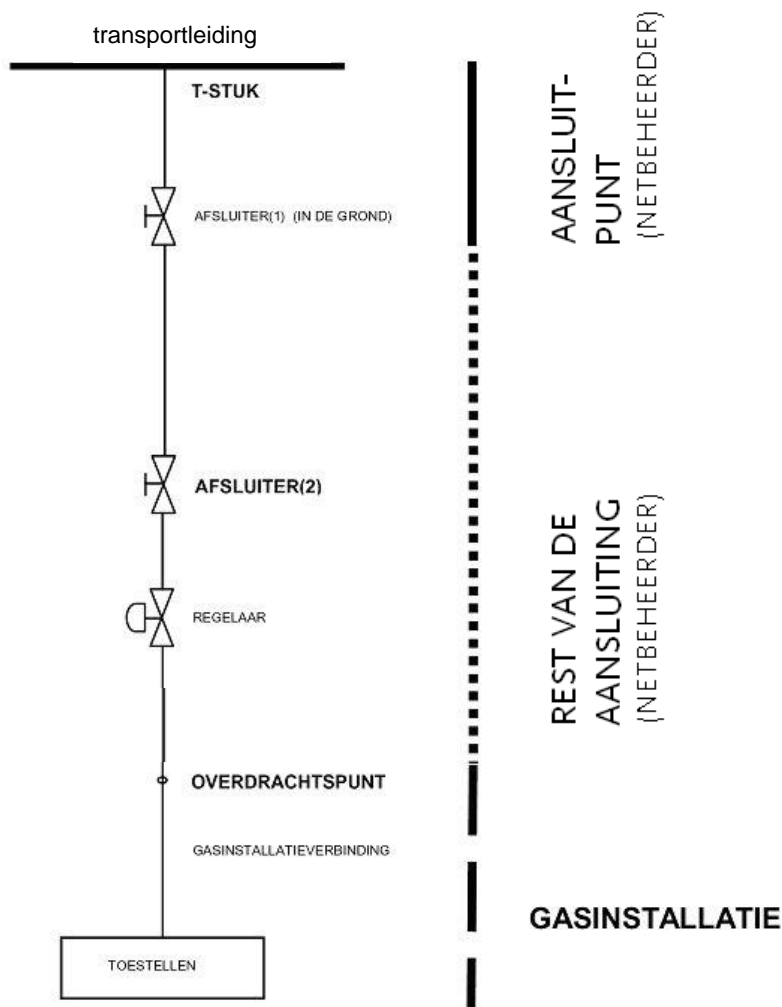 transportleiding
T-STUK
AFSLUITER(1) (IN DE GROND)
AFSLUITER(2)
REGELAAR
OVERDRACHTSPUNT
GASINSTALLATIEVERBINDING
TOESTELLEN
AANSLUIT-
PUNT
(NETBEHEERDER)
REST VAN DE
AANSLUITING
(NETBEHEERDER)
GASINSTALLATIE